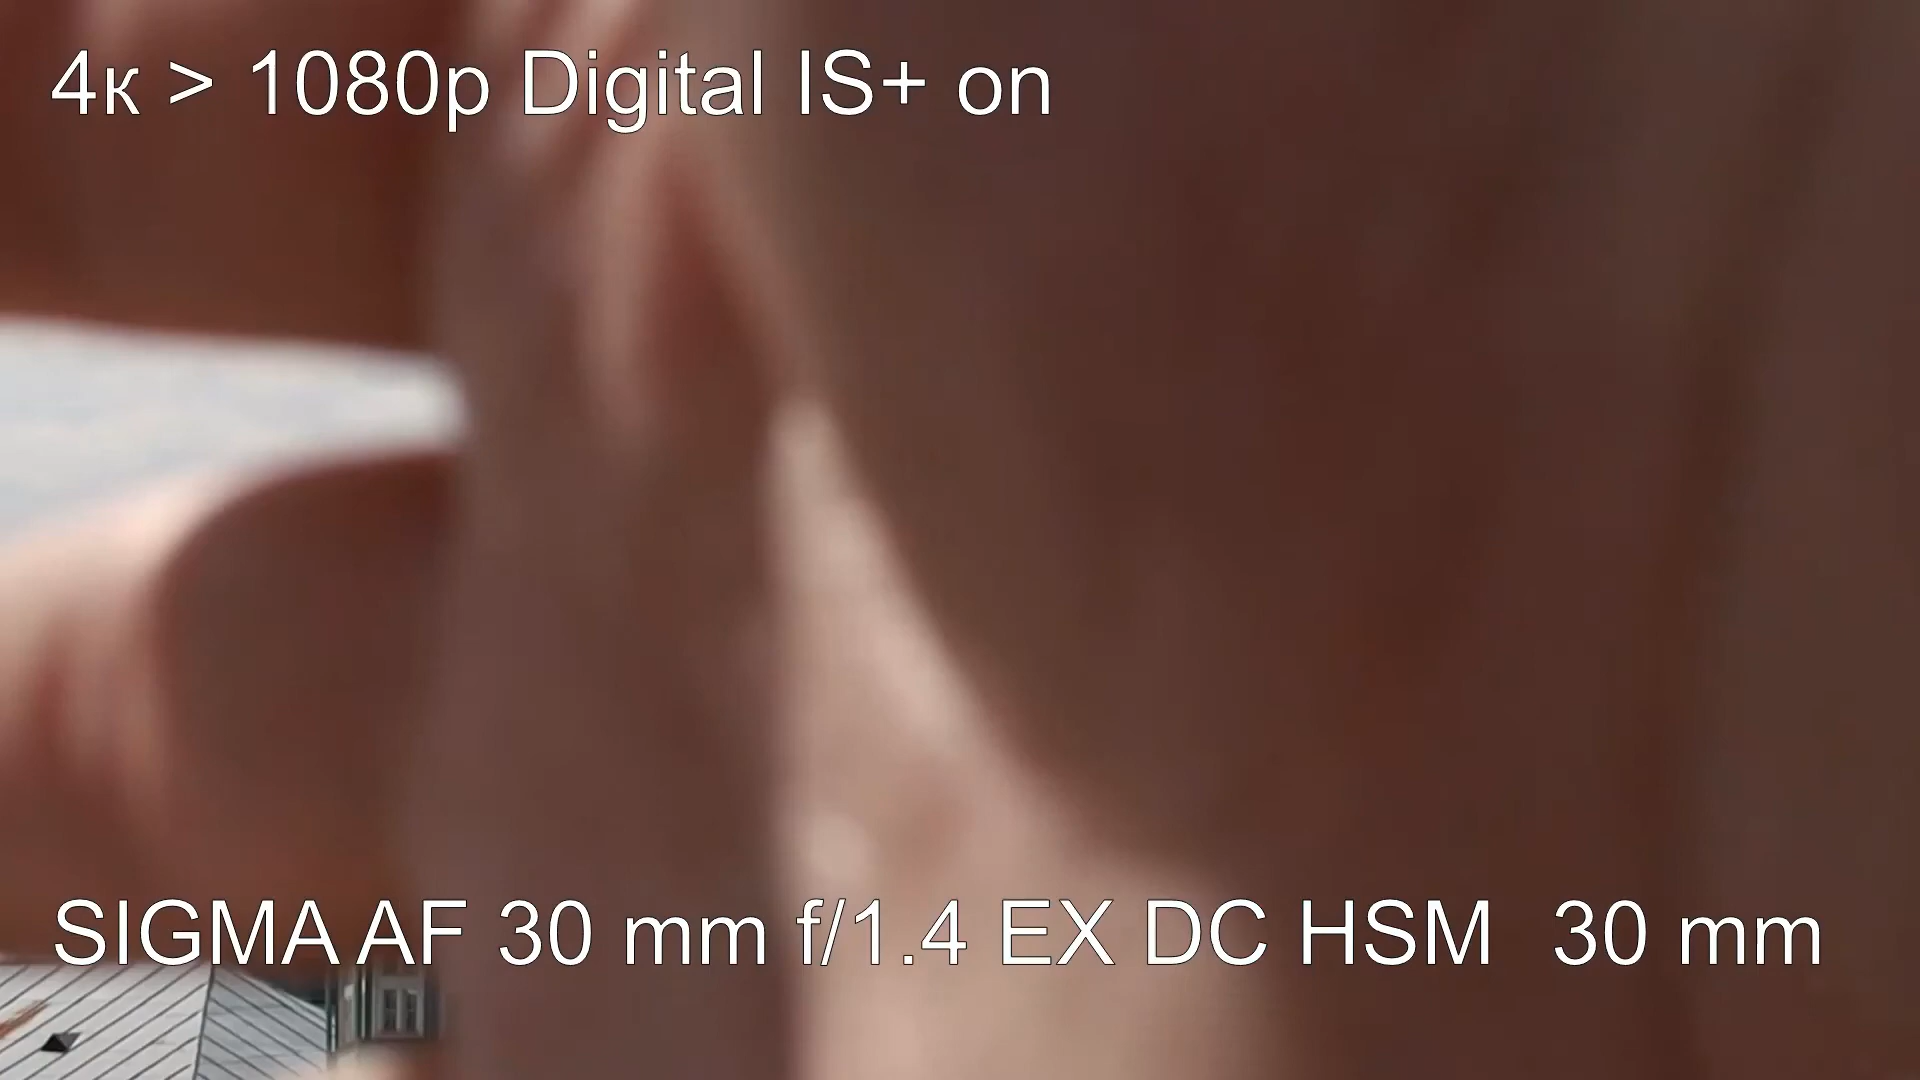 4к > 1080p Digital IS+ on
SIGMA AF 30 mm f/1.4 EX DC HSM 30 mm